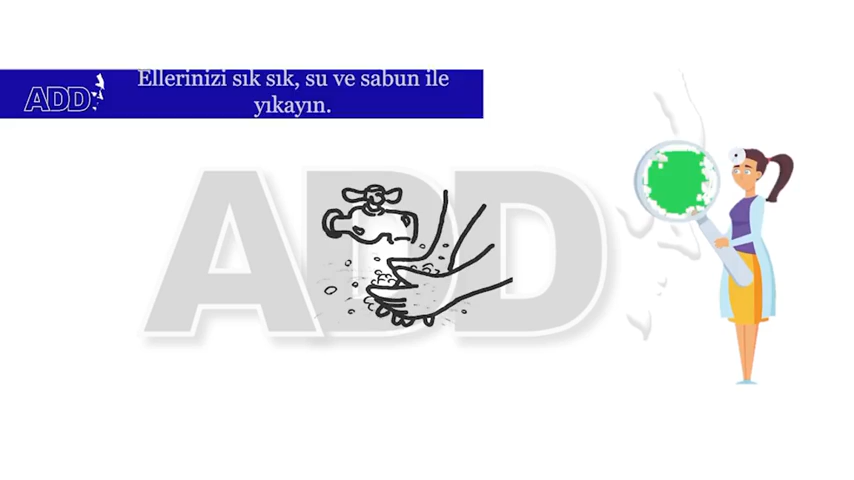 Ellerinizi sık sık, su ve sabun ile
yıkayın.
ADD
ADD